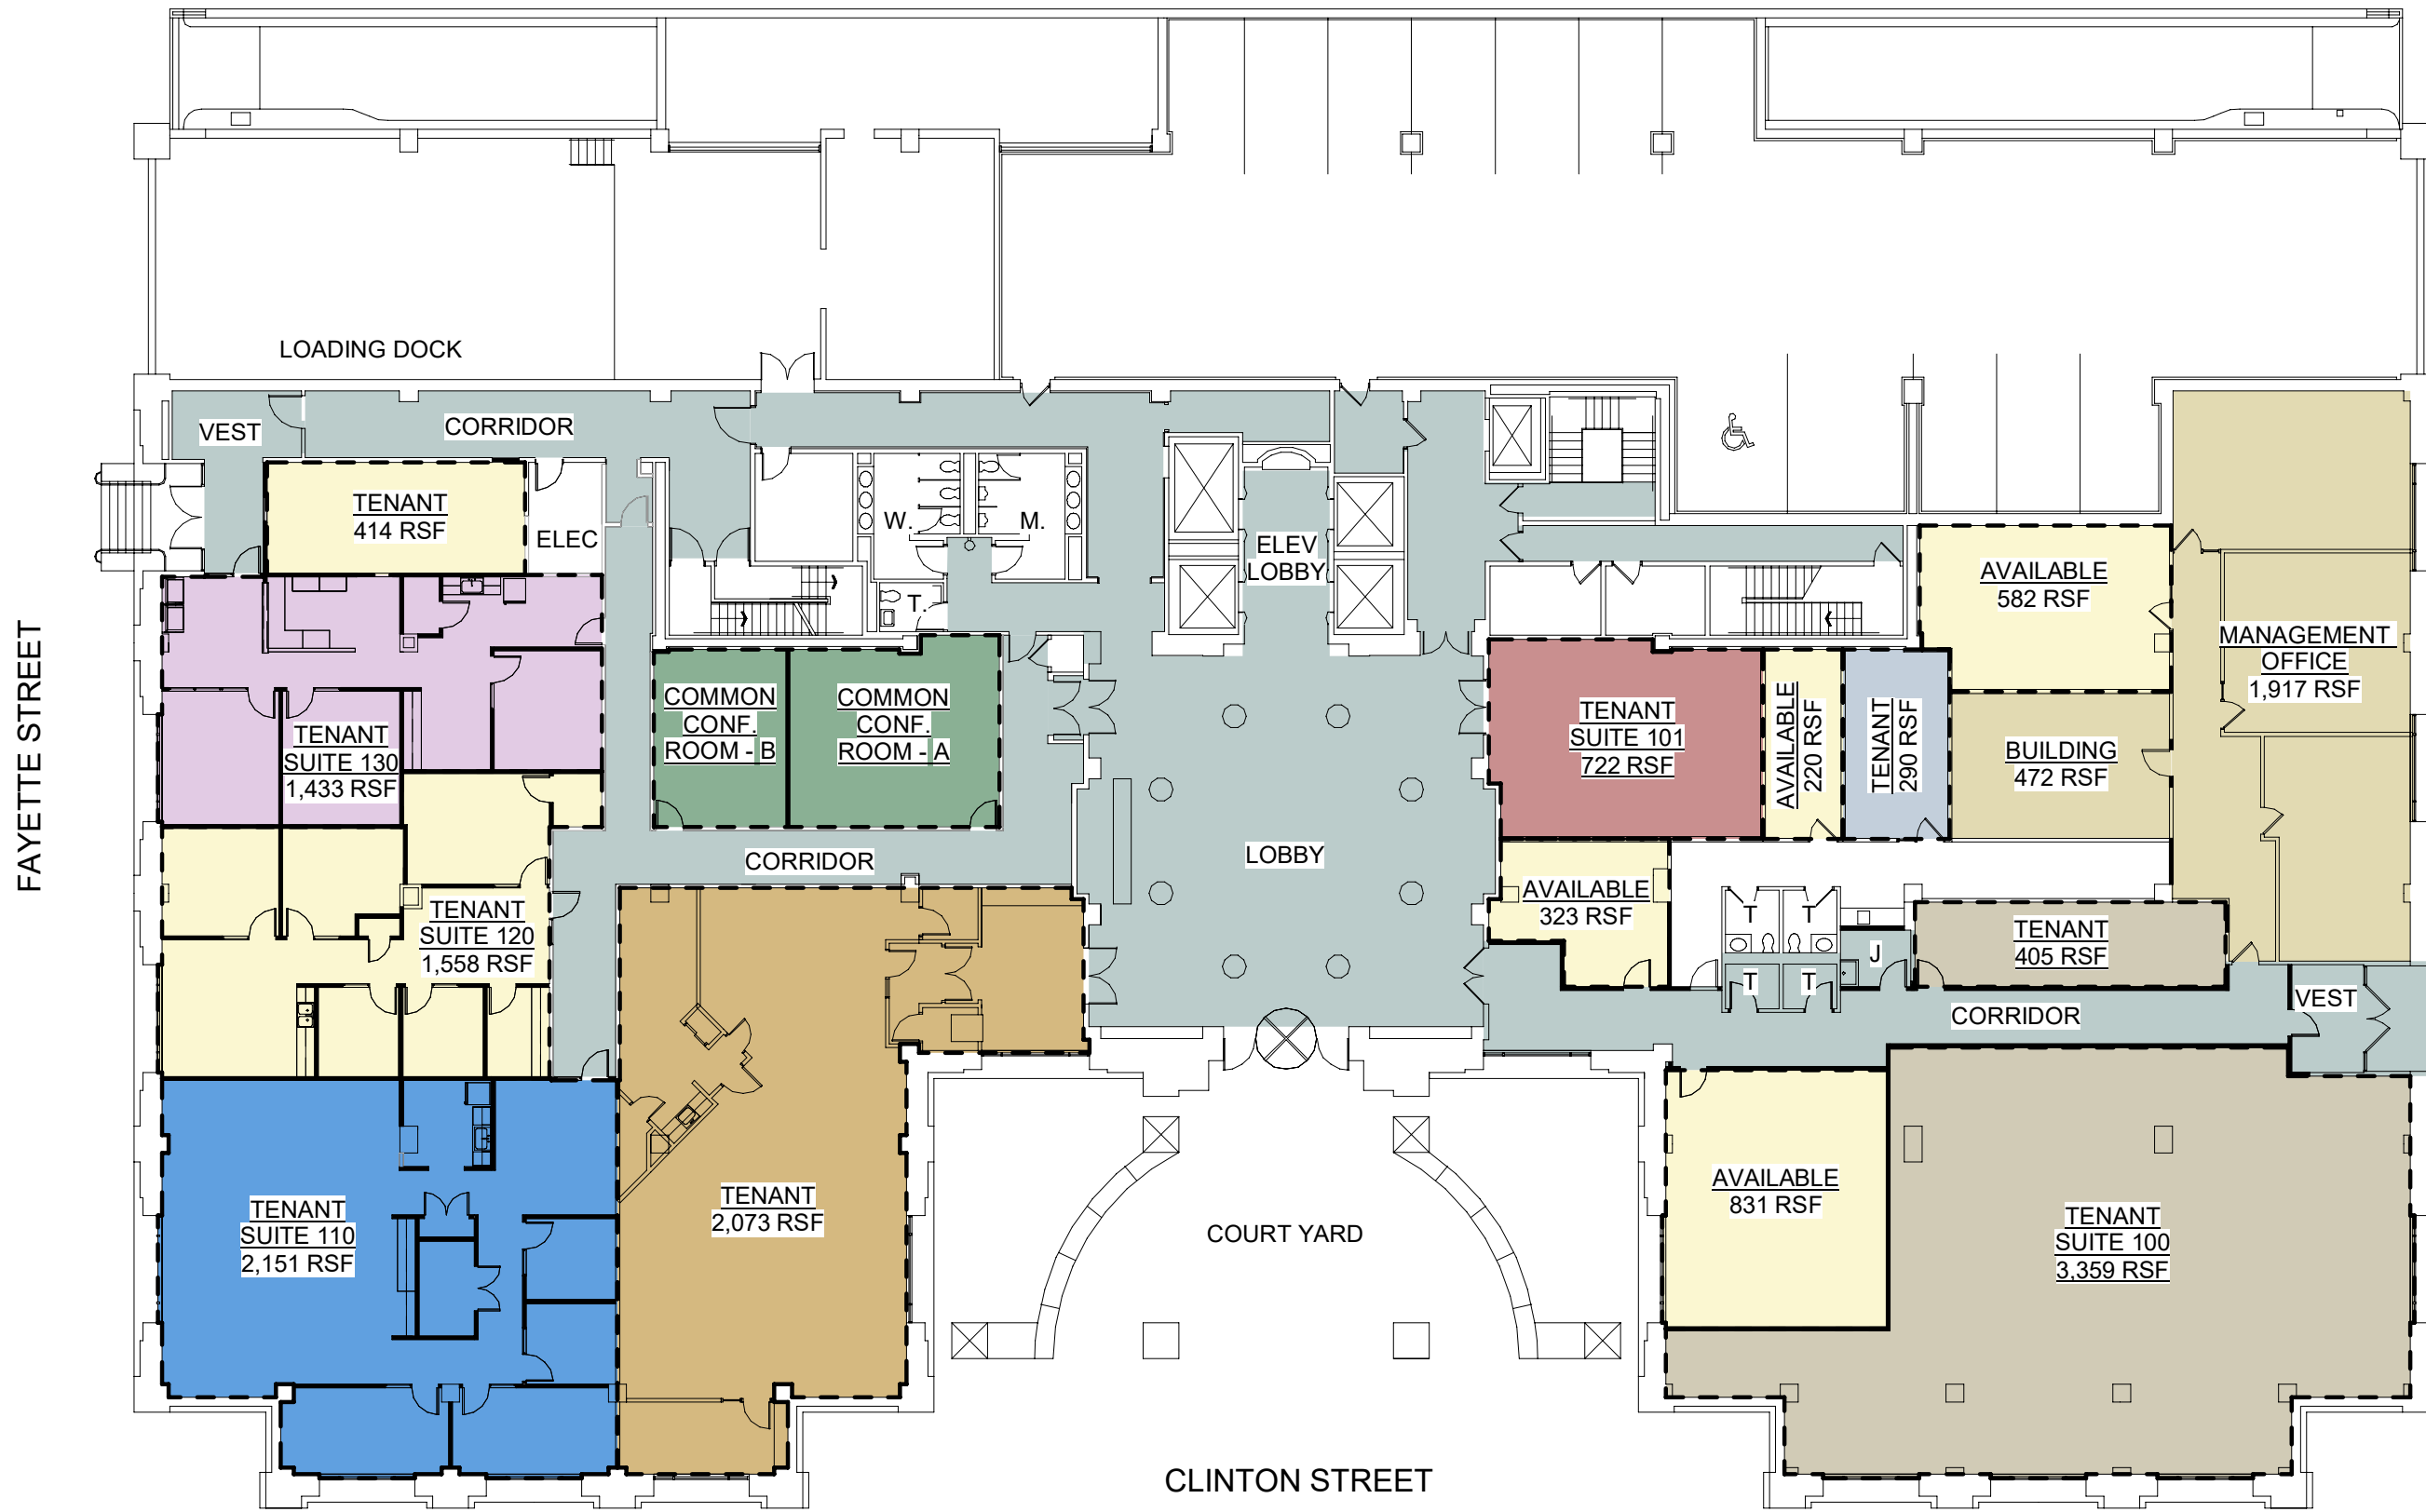 LOADING DOCK
VEST
CORRIDOR
TENANT
414 RSF
ELEC
W.
M.
T.
ELEV
LOBBY
AVAILABLE
582 RSF
MANAGEMENT
OFFICE
1,917 RSF
FAYETTE STREET
TENANT
SUITE 130
1,433 RSF
COMMON
CONF.
ROOM - B
COMMON
CONF.
ROOM - A
TENANT
SUITE 101
722 RSF
AVAILABLE
220 RSF
TENANT
290 RSF
BUILDING
472 RSF
CORRIDOR
LOBBY
TENANT
SUITE 120
1,558 RSF
AVAILABLE
323 RSF
T
T
TENANT
405 RSF
J
T
T
VEST
CORRIDOR
TENANT
SUITE 110
2,151 RSF
TENANT
2,073 RSF
COURT YARD
AVAILABLE
831 RSF
TENANT
SUITE 100
3,359 RSF
CLINTON STREET